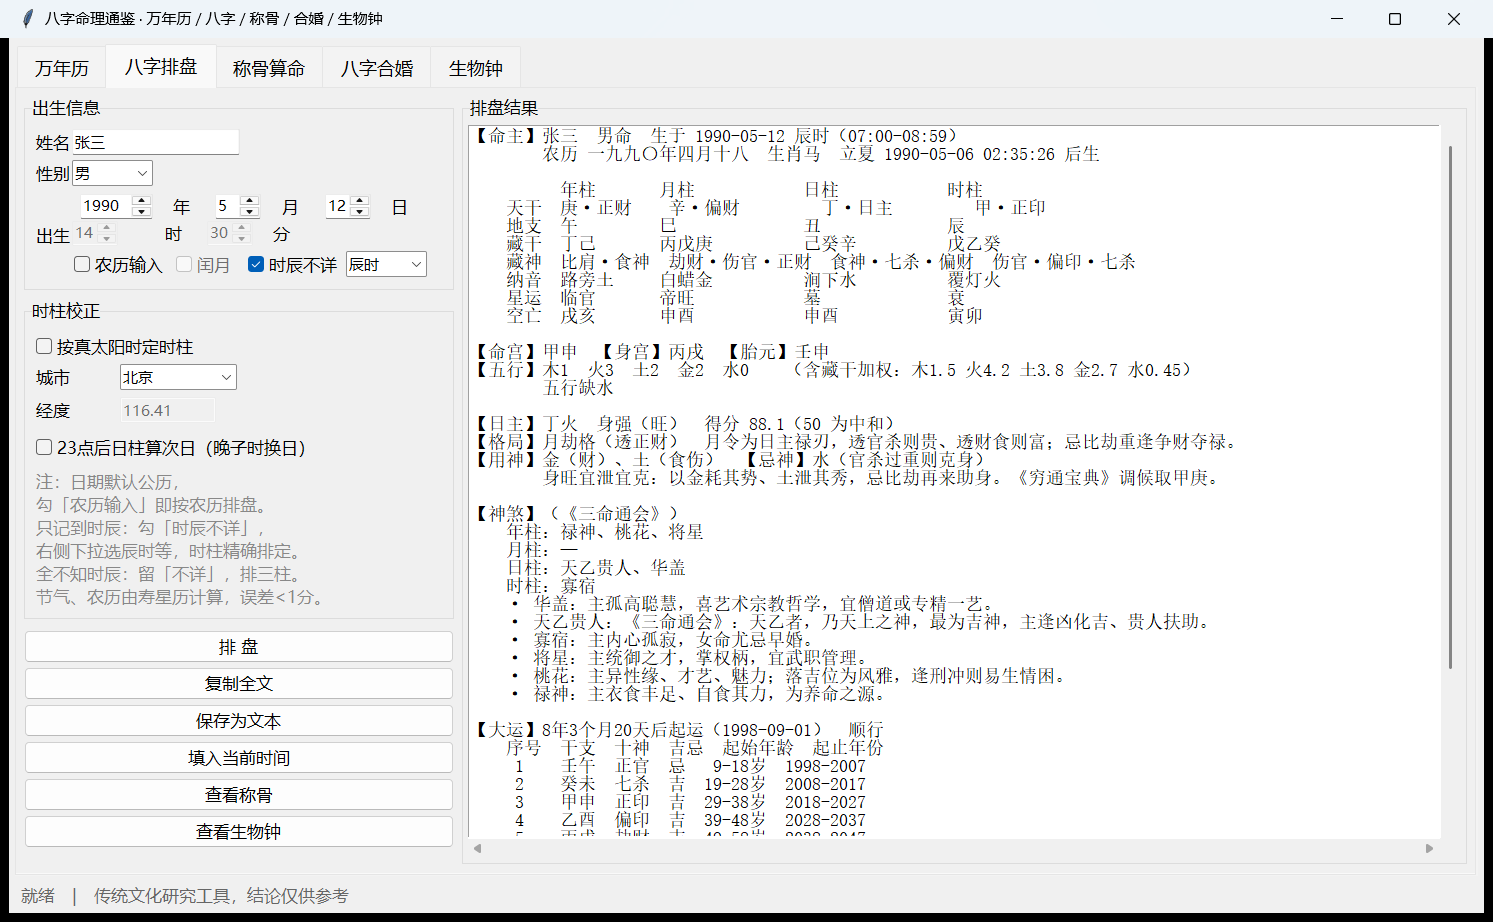 八字命理通鉴 · 万年历 / 八字 / 称骨 / 合婚 / 生物钟
万年历 八字排盘 称骨算命 八字合婚 生物钟
出生信息
姓名 张三
性别 男
1990 年 5 月 12 日
出生 14 时 30 分
农历输入 闰月 时辰不详 辰时
时柱校正
按真太阳时定时柱
城市 北京
经度 116.41
23点后日柱算次日（晚子时换日）
注：日期默认公历，
勾「农历输入」即按农历排盘。
只记到时辰：勾「时辰不详」，
右侧下拉选辰时等，时柱精确排定。
全不知时辰：留「不详」，排三柱。
节气、农历由寿星历计算，误差<1分。
排 盘
复制全文
保存为文本
填入当前时间
查看称骨
查看生物钟
排盘结果
【命主】张三 男命 生于 1990-05-12 辰时（07:00-08:59）
农历 一九九〇年四月十八 生肖马 立夏 1990-05-06 02:35:26 后生
年柱 月柱 日柱 时柱
天干 庚·正财 辛·偏财 丁·日主 甲·正印
地支 午 巳 丑 辰
藏干 丁己 丙戊庚 己癸辛 戊乙癸
藏神 比肩·食神 劫财·伤官·正财 食神·七杀·偏财 伤官·偏印·七杀
纳音 路旁土 白蜡金 涧下水 覆灯火
星运 临官 帝旺 墓 衰
空亡 戌亥 申酉 申酉 寅卯
【命宫】甲申 【身宫】丙戌 【胎元】壬申
【五行】木1 火3 土2 金2 水0 （含藏干加权：木1.5 火4.2 土3.8 金2.7 水0.45）
五行缺水
【日主】丁火 身强（旺） 得分 88.1（50 为中和）
【格局】月劫格（透正财） 月令为日主禄刃，透官杀则贵、透财食则富；忌比劫重逢争财夺禄。
【用神】金（财）、土（食伤） 【忌神】水（官杀过重则克身）
身旺宜泄宜克：以金耗其势、土泄其秀，忌比劫再来助身。《穷通宝典》调候取甲庚。
【神煞】（《三命通会》）
年柱：禄神、桃花、将星
月柱：—
日柱：天乙贵人、华盖
时柱：寡宿
· 华盖：主孤高聪慧，喜艺术宗教哲学，宜僧道或专精一艺。
· 天乙贵人：《三命通会》：天乙者，乃天上之神，最为吉神，主逢凶化吉、贵人扶助。
· 寡宿：主内心孤寂，女命尤忌早婚。
· 将星：主统御之才，掌权柄，宜武职管理。
· 桃花：主异性缘、才艺、魅力；落吉位为风雅，逢刑冲则易生情困。
· 禄神：主衣食丰足、自食其力，为养命之源。
【大运】8年3个月20天后起运（1998-09-01） 顺行
序号 干支 十神 吉忌 起始年龄 起止年份
1 壬午 正官 忌 9-18岁 1998-2007
2 癸未 七杀 吉 19-28岁 2008-2017
3 甲申 正印 吉 29-38岁 2018-2027
4 乙酉 偏印 吉 39-48岁 2028-2037
就绪 | 传统文化研究工具，结论仅供参考